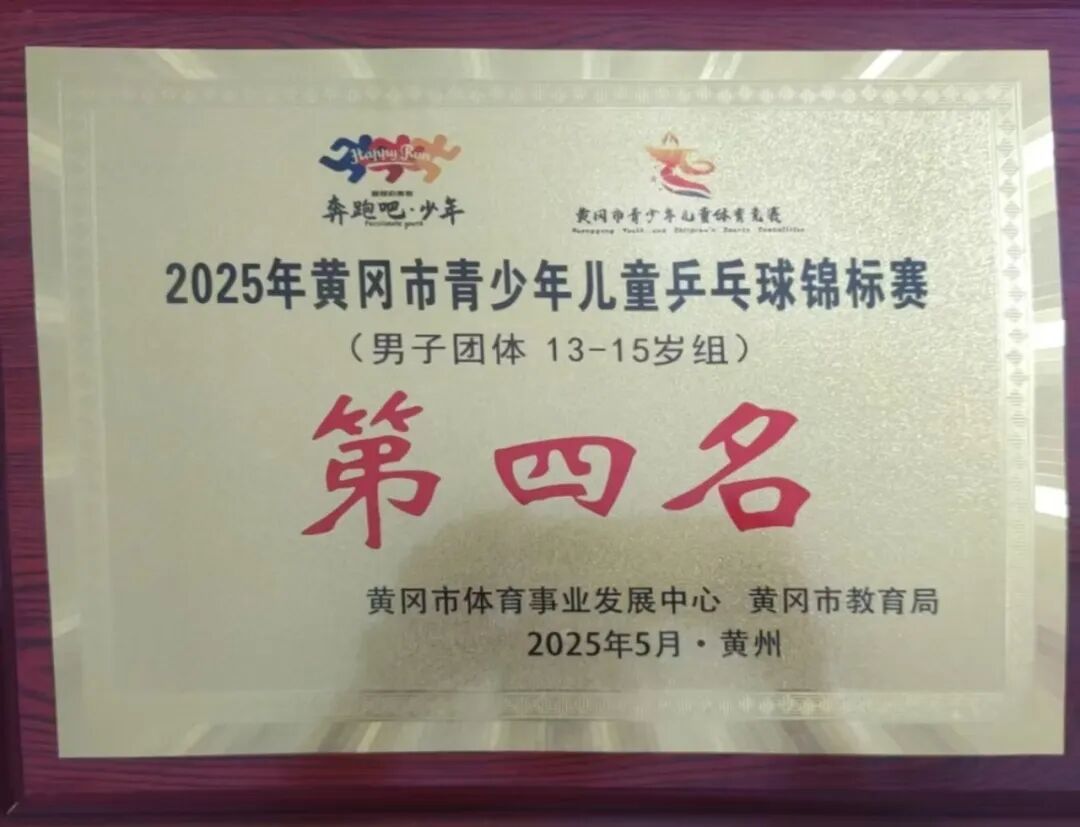 Happy Run
奔跑吧·少年
黄冈市青少年儿童体育竞赛
2025年黄冈市青少年儿童乒乓球锦标赛
（男子团体 13-15岁组）
第四名
黄冈市体育事业发展中心 黄冈市教育局
2025年5月·黄州